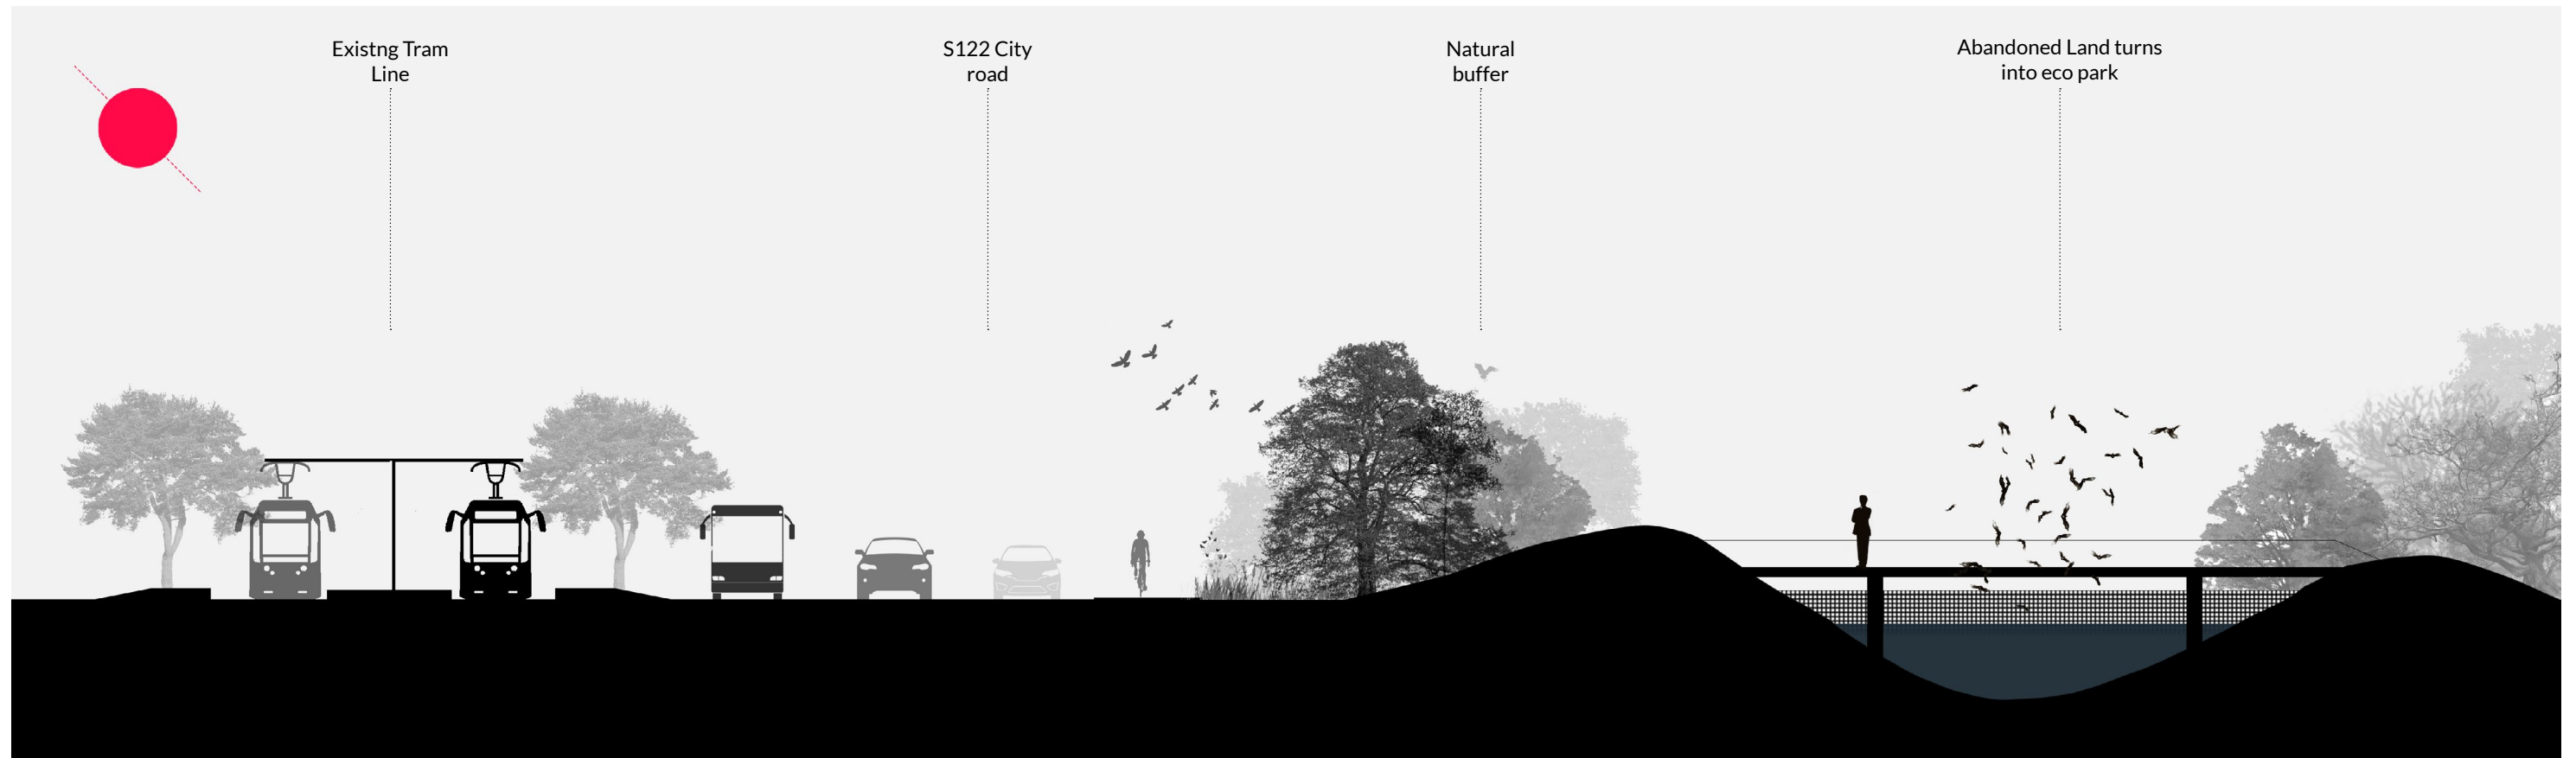 Existng Tram
Line
S122 City
road
Natural
buffer
Abandoned Land turns
into eco park